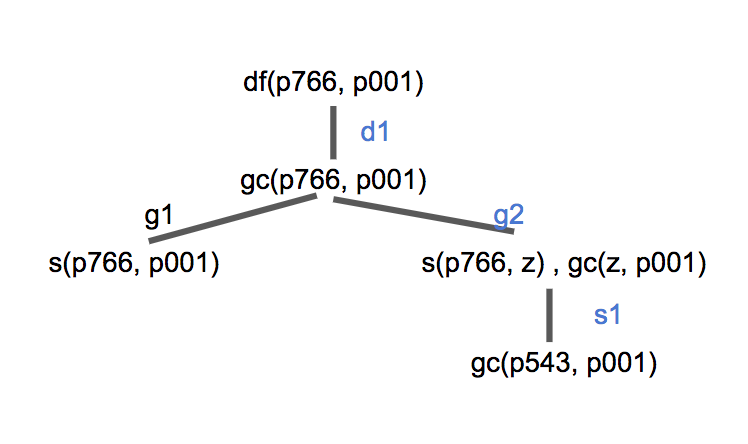 df(p766, p001)
d1
gc(p766, p001)
g1
g2
s(p766, p001)
s(p766, z) , gc(z, p001)
s1
gc(p543, p001)